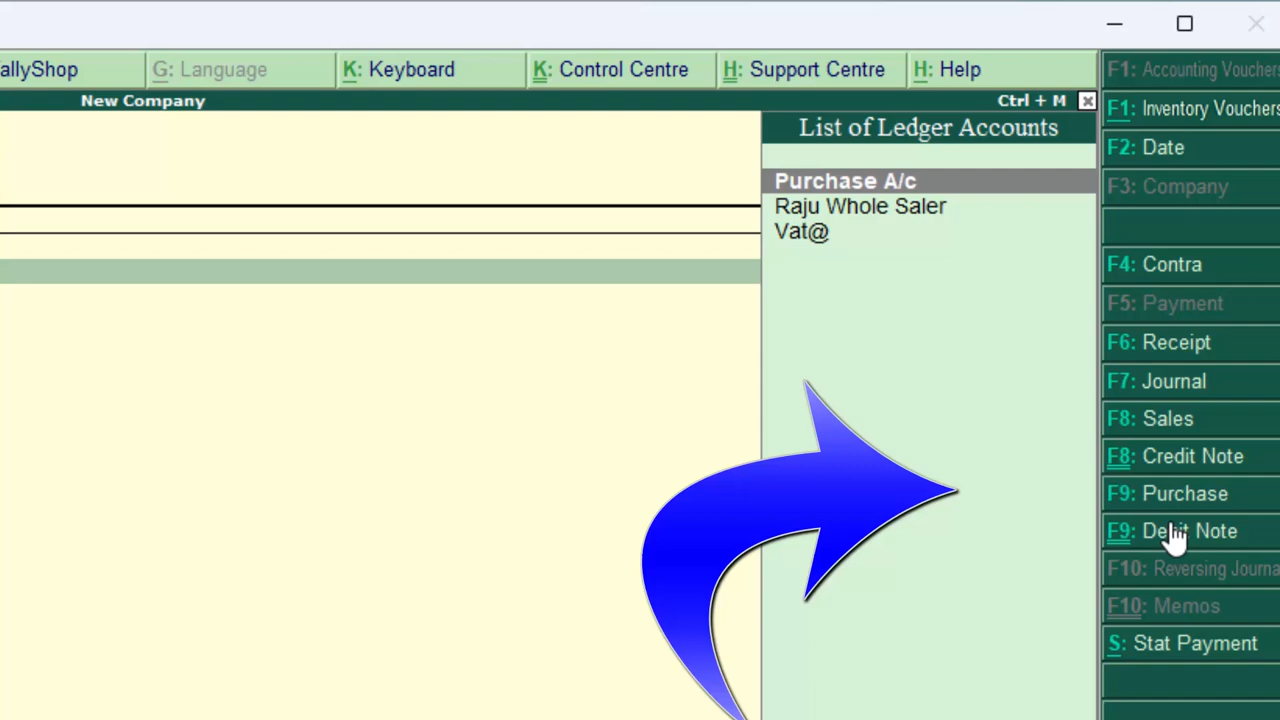 allyShop
G: Language
K: Keyboard
K: Control Centre
H: Support Centre
H: Help
New Company
Ctrl + M
List of Ledger Accounts
Purchase A/c
Raju Whole Saler
Vat@
F1: Accounting Vouchers
F1: Inventory Vouchers
F2: Date
F3: Company
F4: Contra
F5: Payment
F6: Receipt
F7: Journal
F8: Sales
F8: Credit Note
F9: Purchase
F9: Debit Note
F10: Reversing Journa
F10: Memos
S: Stat Payment